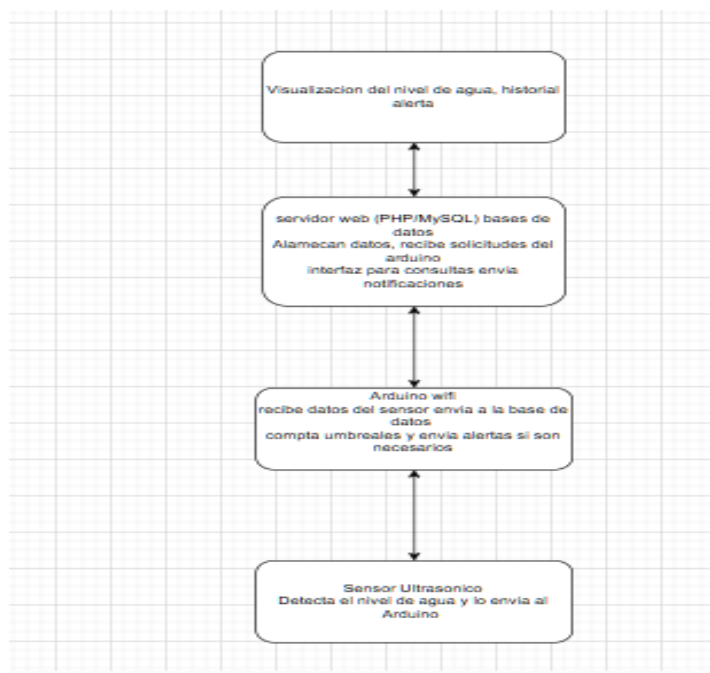 Visualizacion del nivel de agua, historial
alerta
servidor web (PHP/MySQL) bases de
datos
Alamecan datos, recibe solicitudes del
arduino
interfaz para consultas envia
notificaciones
Arduino wifi
recibe datos del sensor envia a la base de
datos
compta umbreales y envia alertas si son
necesarios
Sensor Ultrasonico
Detecta el nivel de agua y lo envia al
Arduino